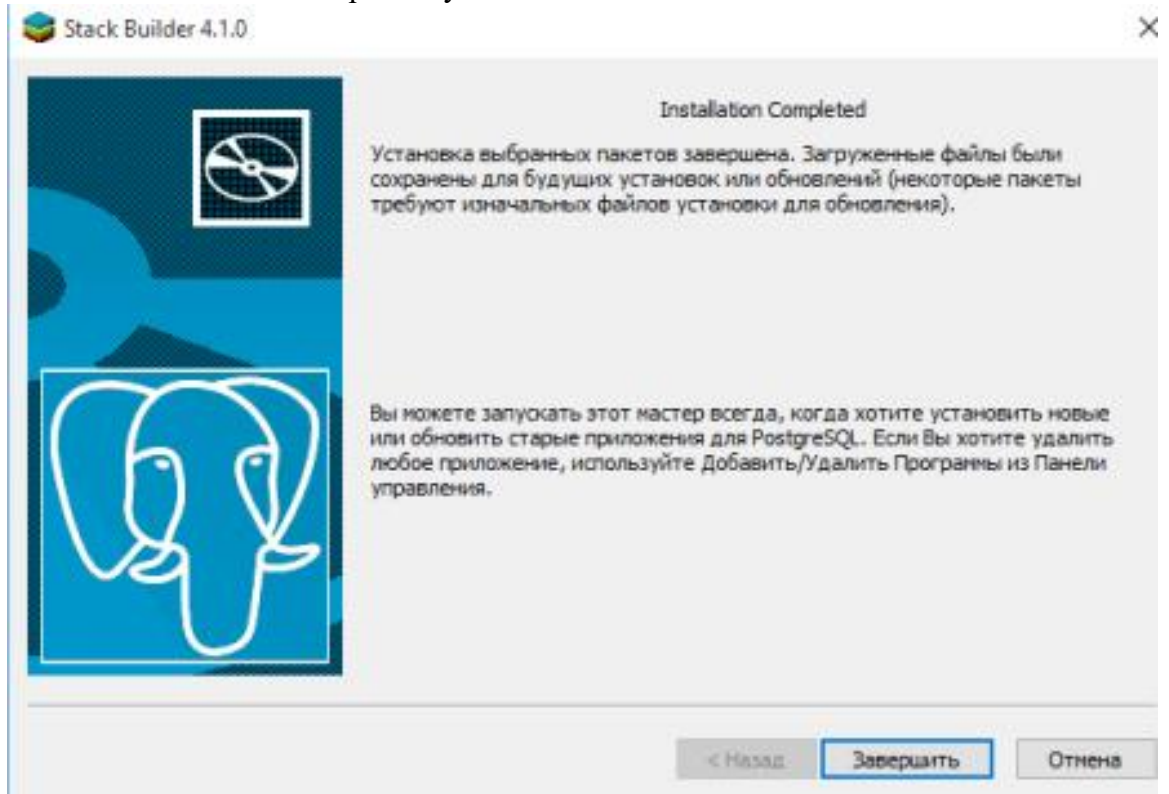 Stack Builder 4.1.0
Installation Completed
Установка выбранных пакетов завершена. Загруженные файлы были
сохранены для будущих установок или обновлений (некоторые пакеты
требуют изначальных файлов установки для обновления).
Вы можете запускать этот мастер всегда, когда хотите установить новые
или обновить старые приложения для PostgreSQL. Если Вы хотите удалить
любое приложение, используйте Добавить/Удалить Программы из Панели
управления.
< Назад
Завершить
Отмена